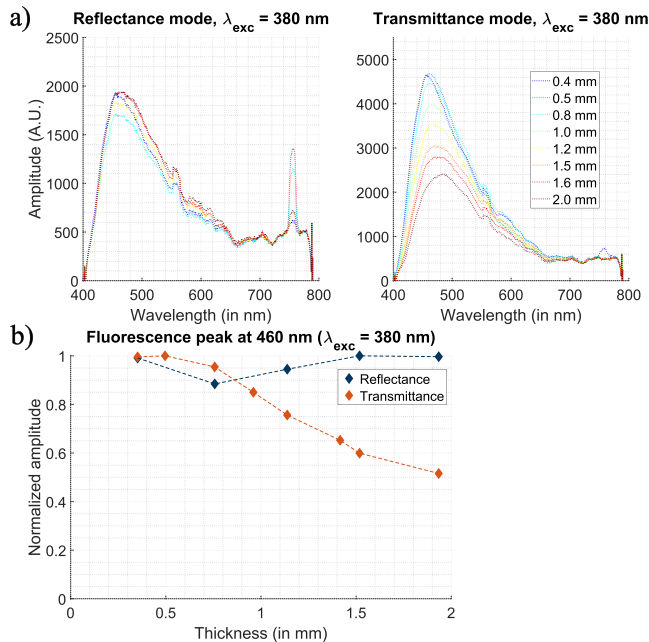 a)
Reflectance mode, λexc = 380 nm
Transmittance mode, λexc = 380 nm
Amplitude (A.U.)
2500
2000
1500
1000
500
0
400
500
600
700
800
Wavelength (in nm)
5000
4000
3000
2000
1000
0
400
500
600
700
800
Wavelength (in nm)
0.4 mm
0.5 mm
0.8 mm
1.0 mm
1.2 mm
1.5 mm
1.6 mm
2.0 mm
b)
Fluorescence peak at 460 nm (λexc = 380 nm)
Normalized amplitude
1
0.8
0.6
0.4
0.2
0
0
0.5
1
1.5
2
Thickness (in mm)
Reflectance
Transmittance